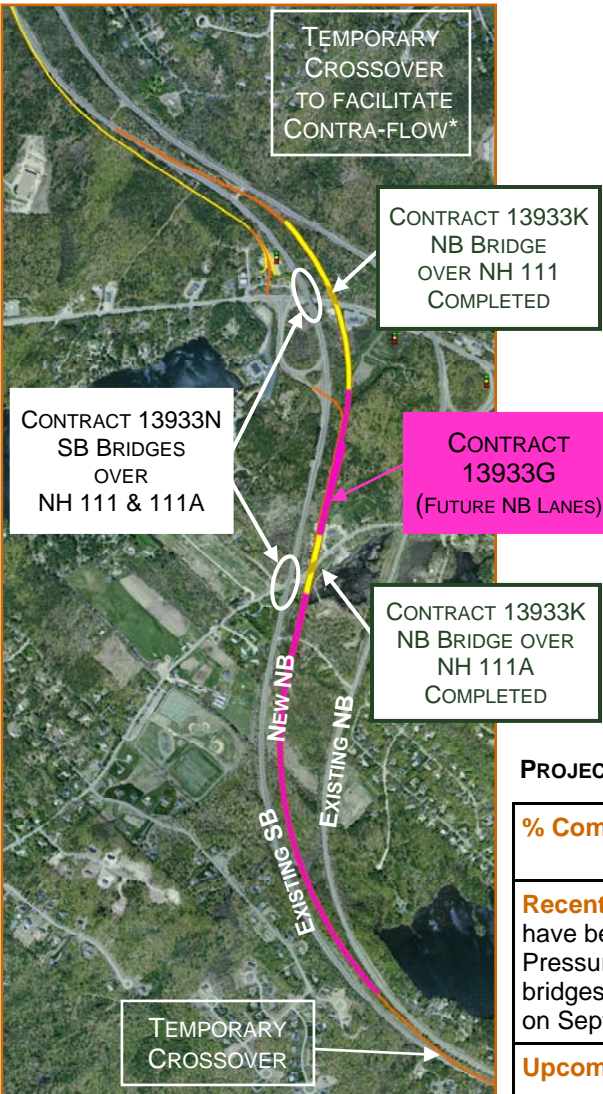 TEMPORARY
CROSSOVER
TO FACILITATE
CONTRA-FLOW*
CONTRACT 13933K
NB BRIDGE
OVER NH 111
COMPLETED
CONTRACT 13933N
SB BRIDGES
OVER
NH 111 & 111A
CONTRACT
13933G
(FUTURE NB LANES)
CONTRACT 13933K
NB BRIDGE OVER
NH 111A
COMPLETED
NEW NB
EXISTING NB
EXISTING SB
TEMPORARY
CROSSOVER
PROJEC
% Com
Recent
have be
Pressur
bridges
on Sept
Upcom